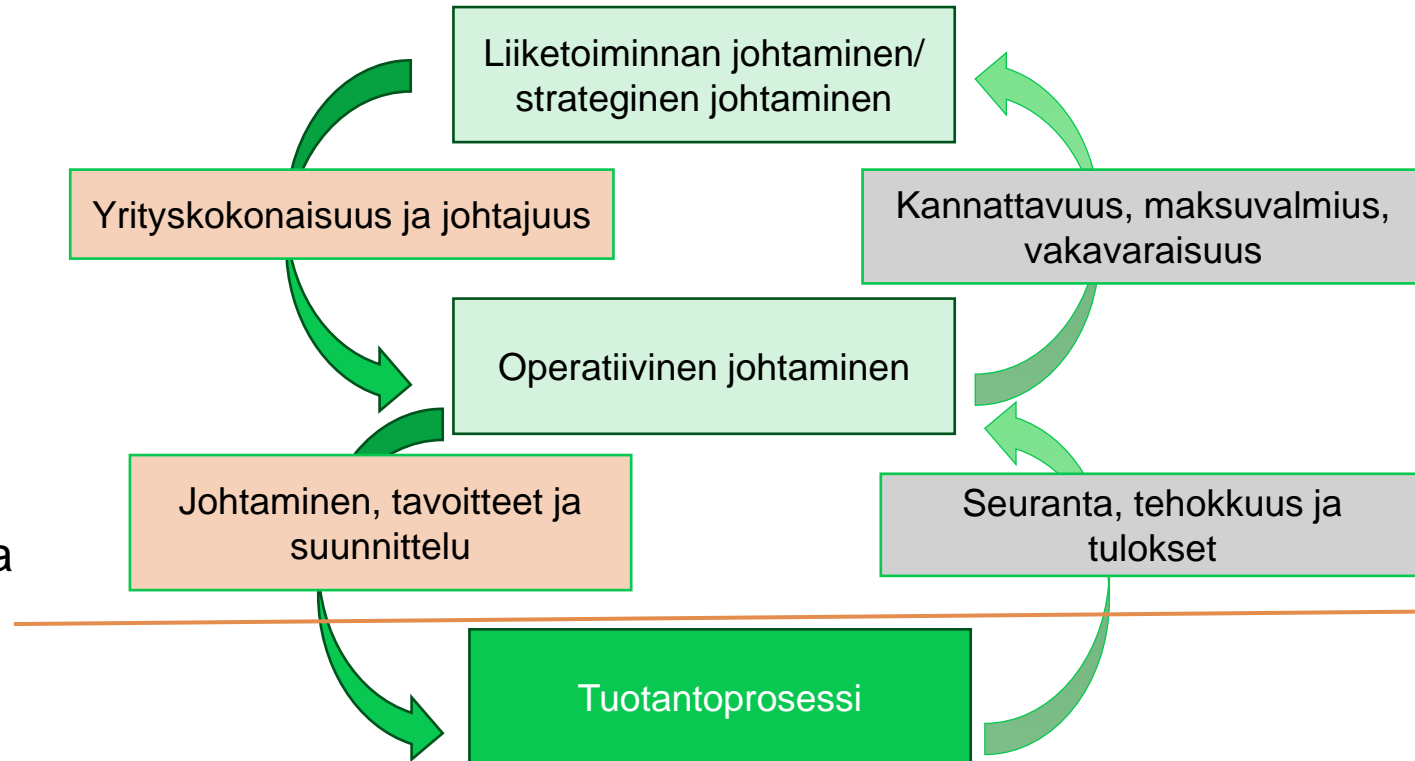 Liiketoiminnan johtaminen/
strateginen johtaminen
Yrityskokonaisuus ja johtajuus
Kannattavuus, maksuvalmius,
vakavaraisuus
Operatiivinen johtaminen
Johtaminen, tavoitteet ja
suunnittelu
Seuranta, tehokkuus ja
tulokset
a
Tuotantoprosessi